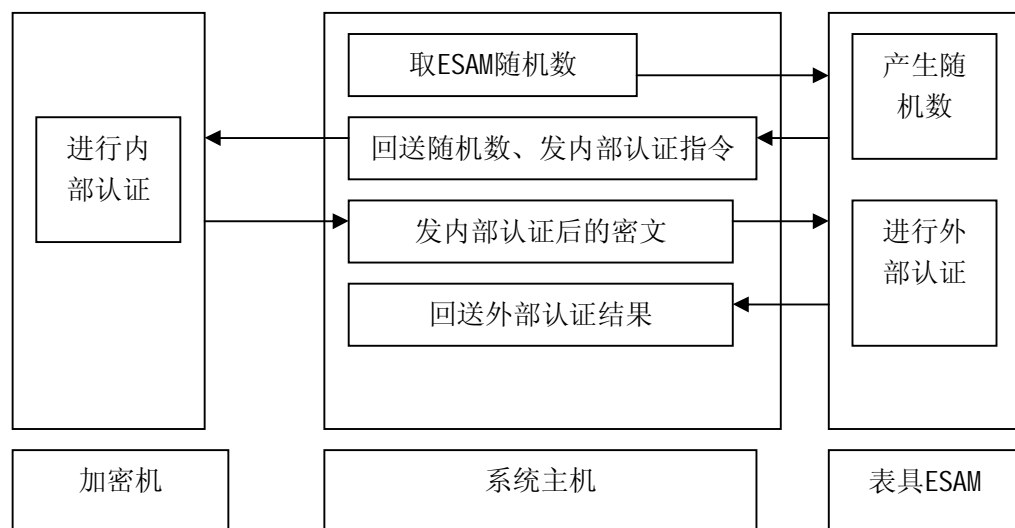 取ESAM随机数
产生随
机数
进行内
部认证
回送随机数、发内部认证指令
发内部认证后的密文
进行外
部认证
回送外部认证结果
加密机
系统主机
表具ESAM